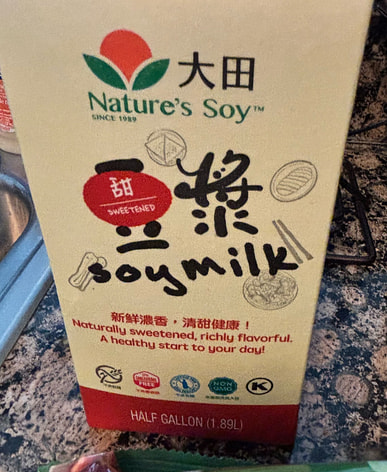 大田
Nature's Soy™
SINCE 1989
豆漿
甜
SWEETENED
soymilk
新鮮濃香，清甜健康！
Naturally sweetened, richly flavorful.
A healthy start to your day!
NON
GMO
K
HALF GALLON (1.89L)